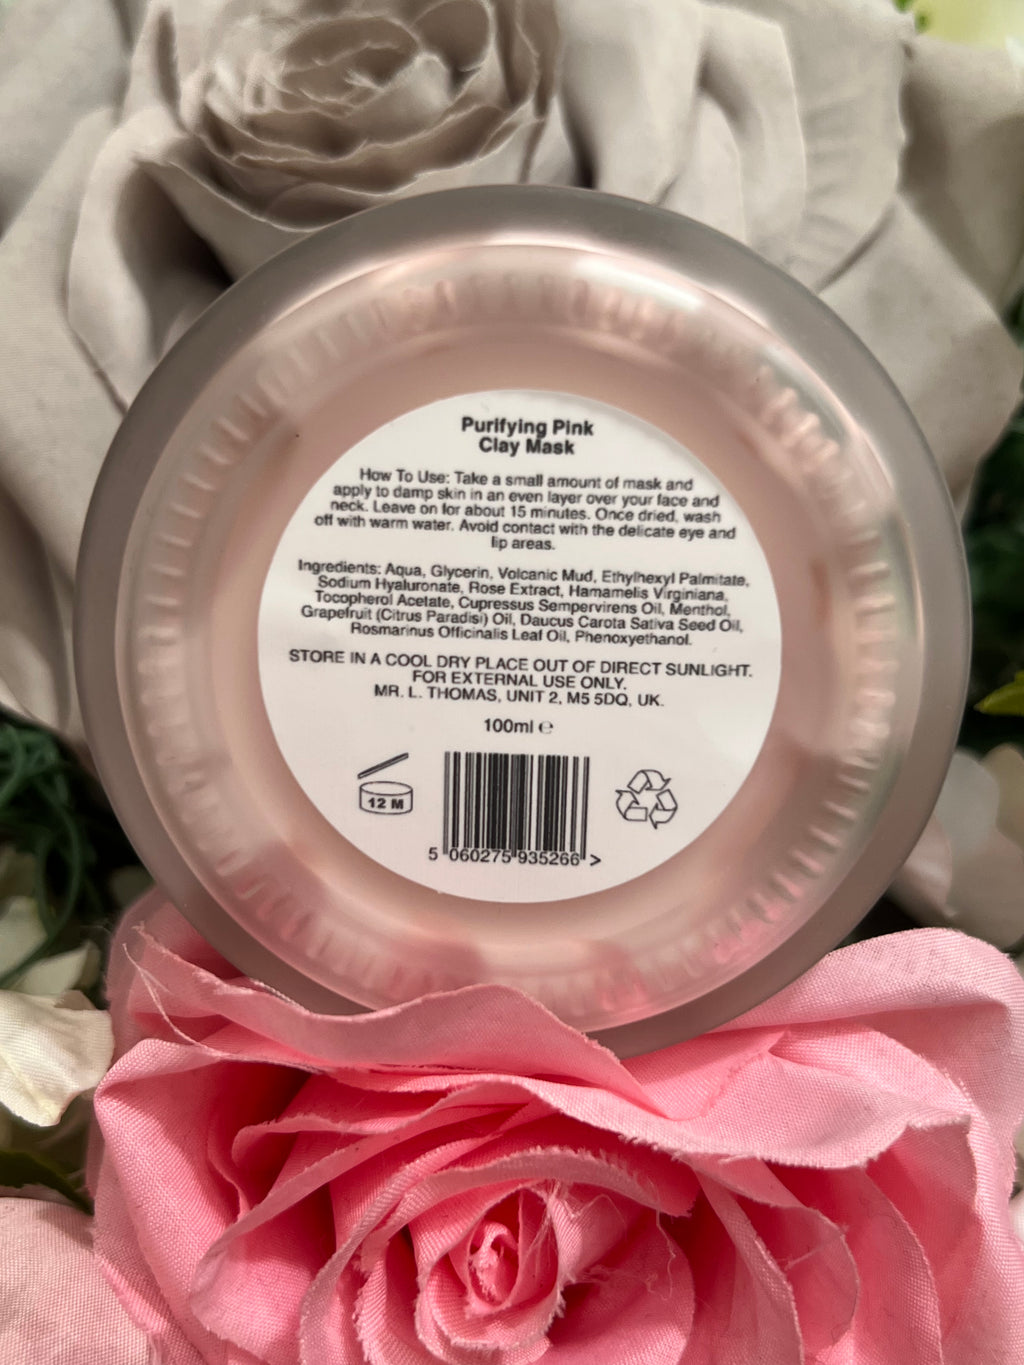 Purifying Pink
Clay Mask
How To Use: Take a small amount of mask and
apply to damp skin in an even layer over your face and
neck. Leave on for about 15 minutes. Once dried, wash
off with warm water. Avoid contact with the delicate eye and
lip areas.
Ingredients: Aqua, Glycerin, Volcanic Mud, Ethylhexyl Palmitate,
Sodium Hyaluronate, Rose Extract, Hamamelis Virginiana,
Tocopherol Acetate, Cupressus Sempervirens Oil, Menthol,
Grapefruit (Citrus Paradisi) Oil, Daucus Carota Sativa Seed Oil,
Rosmarinus Officinalis Leaf Oil, Phenoxyethanol.
STORE IN A COOL DRY PLACE OUT OF DIRECT SUNLIGHT.
FOR EXTERNAL USE ONLY.
MR. L. THOMAS, UNIT 2, M5 5DQ, UK.
100ml ℮
12 M
5 060275 935266 >